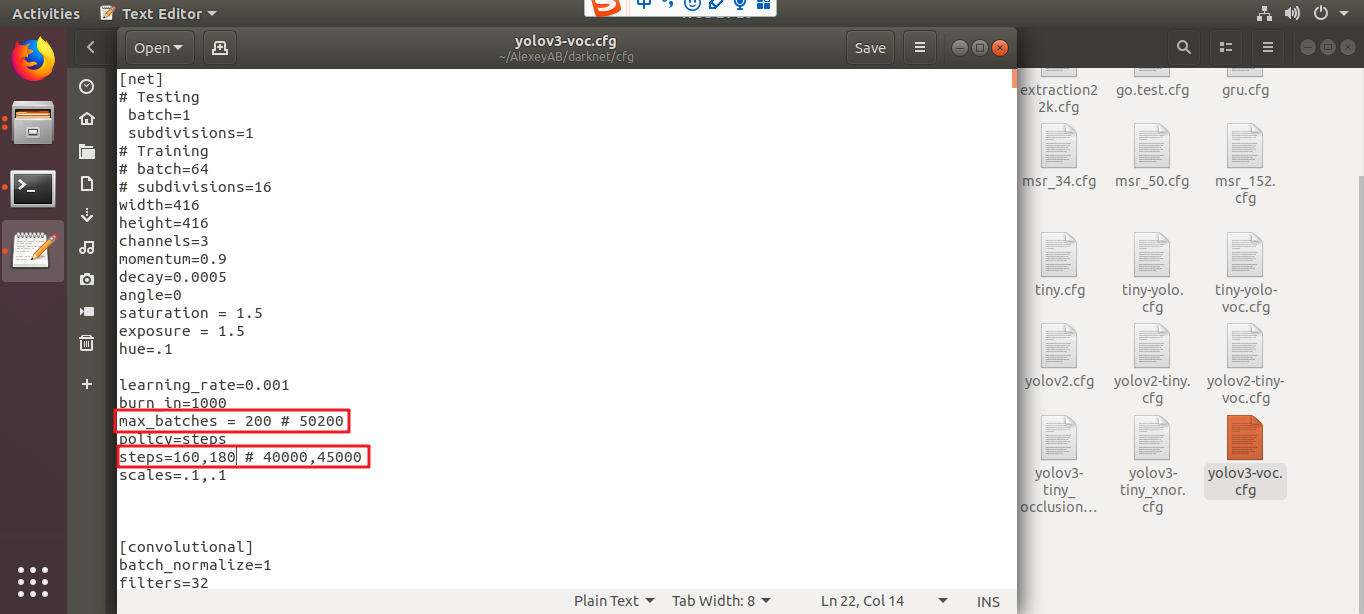 Activities
Text Editor
中
Open
yolov3-voc.cfg
~/AlexeyAB/darknet/cfg
Save
[net]
# Testing
batch=1
subdivisions=1
# Training
# batch=64
# subdivisions=16
width=416
height=416
channels=3
momentum=0.9
decay=0.0005
angle=0
saturation = 1.5
exposure = 1.5
hue=.1
learning_rate=0.001
burn_in=1000
max_batches = 200 # 50200
policy=steps
steps=160,180 # 40000,45000
scales=.1,.1
[convolutional]
batch_normalize=1
filters=32
Plain Text
Tab Width: 8
Ln 22, Col 14
INS
extraction2
2k.cfg
go.test.cfg
gru.cfg
msr_34.cfg
msr_50.cfg
msr_152.
cfg
tiny.cfg
tiny-yolo.
cfg
tiny-yolo-
voc.cfg
yolov2.cfg
yolov2-tiny.
cfg
yolov2-tiny-
voc.cfg
yolov3-
tiny_
occlusion…
yolov3-
tiny_xnor.
cfg
yolov3-voc.
cfg